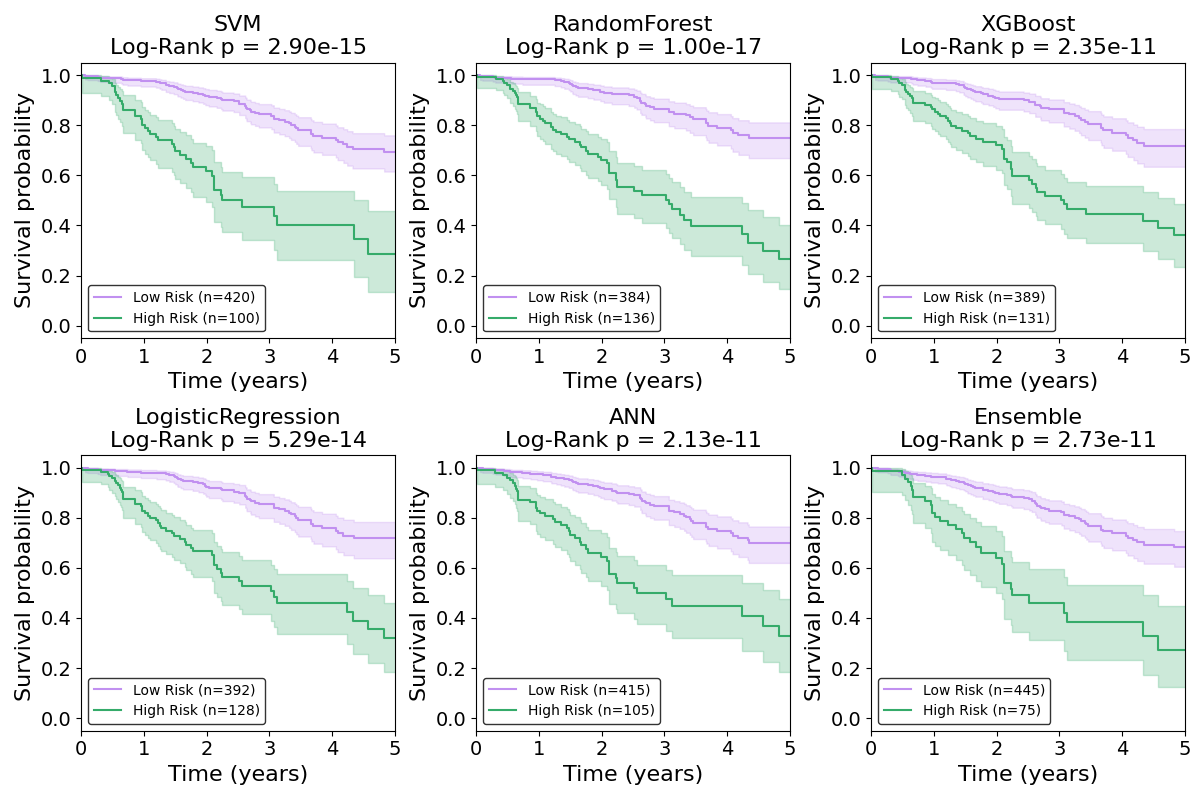 SVM
Log-Rank p = 2.90e-15
Survival probability
1.0
0.8
0.6
0.4
0.2
0.0
Low Risk (n=420)
High Risk (n=100)
0 1 2 3 4 5
Time (years)
RandomForest
Log-Rank p = 1.00e-17
Survival probability
1.0
0.8
0.6
0.4
0.2
0.0
Low Risk (n=384)
High Risk (n=136)
0 1 2 3 4 5
Time (years)
XGBoost
Log-Rank p = 2.35e-11
Survival probability
1.0
0.8
0.6
0.4
0.2
0.0
Low Risk (n=389)
High Risk (n=131)
0 1 2 3 4 5
Time (years)
LogisticRegression
Log-Rank p = 5.29e-14
Survival probability
1.0
0.8
0.6
0.4
0.2
0.0
Low Risk (n=392)
High Risk (n=128)
0 1 2 3 4 5
Time (years)
ANN
Log-Rank p = 2.13e-11
Survival probability
1.0
0.8
0.6
0.4
0.2
0.0
Low Risk (n=415)
High Risk (n=105)
0 1 2 3 4 5
Time (years)
Ensemble
Log-Rank p = 2.73e-11
Survival probability
1.0
0.8
0.6
0.4
0.2
0.0
Low Risk (n=445)
High Risk (n=75)
0 1 2 3 4 5
Time (years)